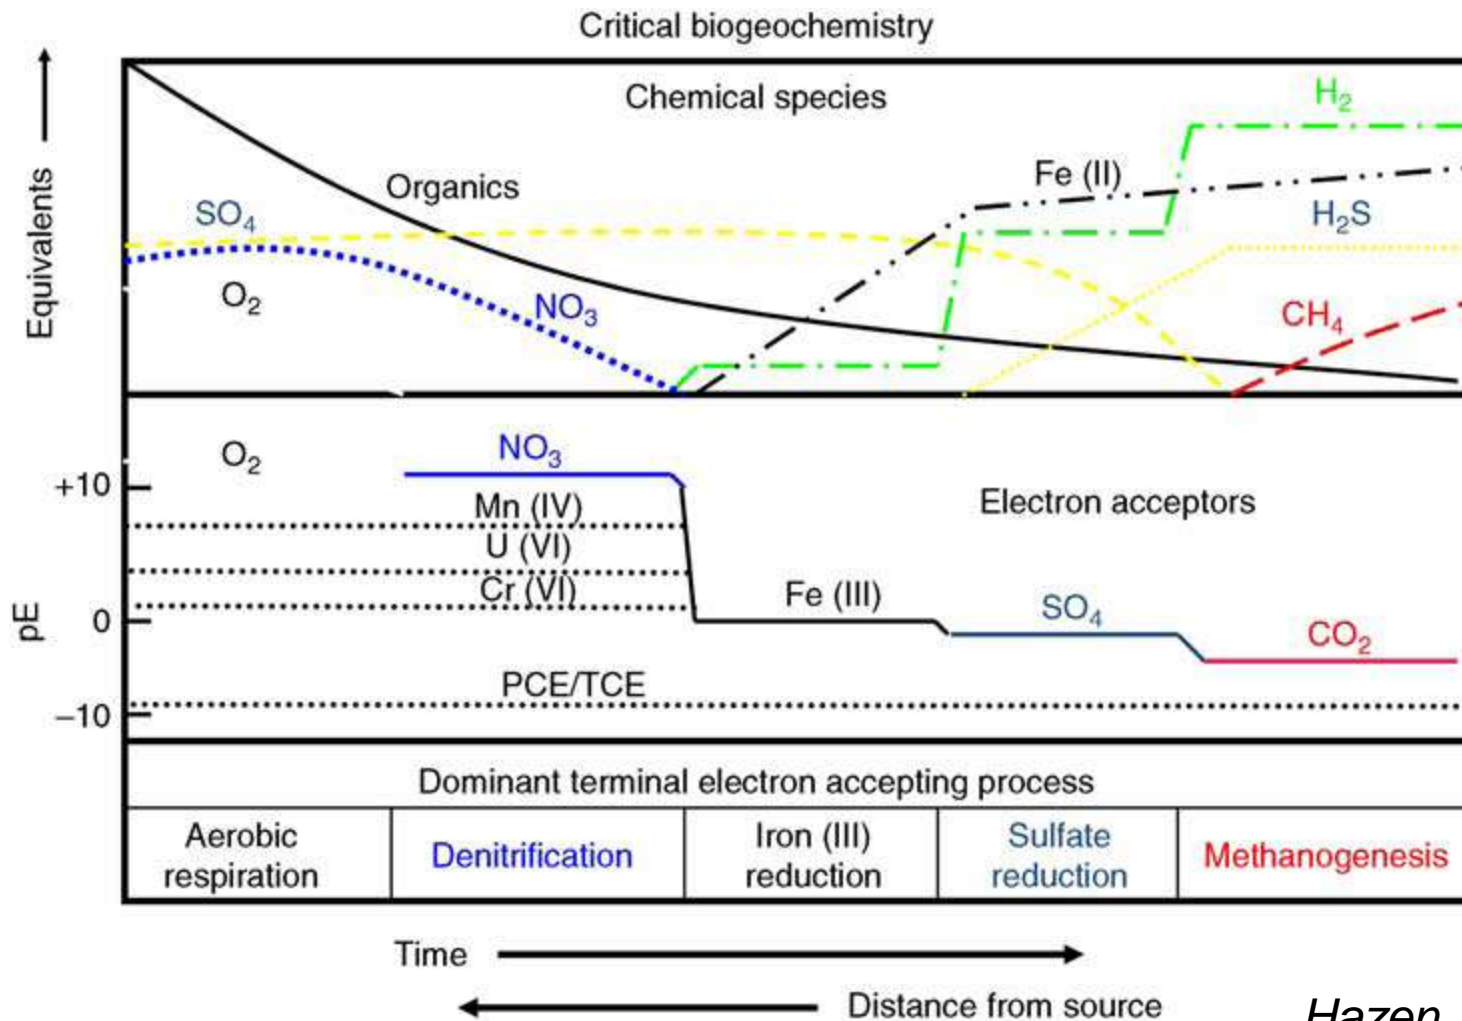 Critical biogeochemistry
Chemical species
H₂
Fe (II)
Organics
SO₄
H₂S
O₂
NO₃
CH₄
Equivalents
O₂
NO₃
+10
Mn (IV)
Electron acceptors
U (VI)
Cr (VI)
Fe (III)
SO₄
0
CO₂
pE
PCE/TCE
–10
Dominant terminal electron accepting process
Aerobic
respiration
Denitrification
Iron (III)
reduction
Sulfate
reduction
Methanogenesis
Time
Distance from source
Hazen